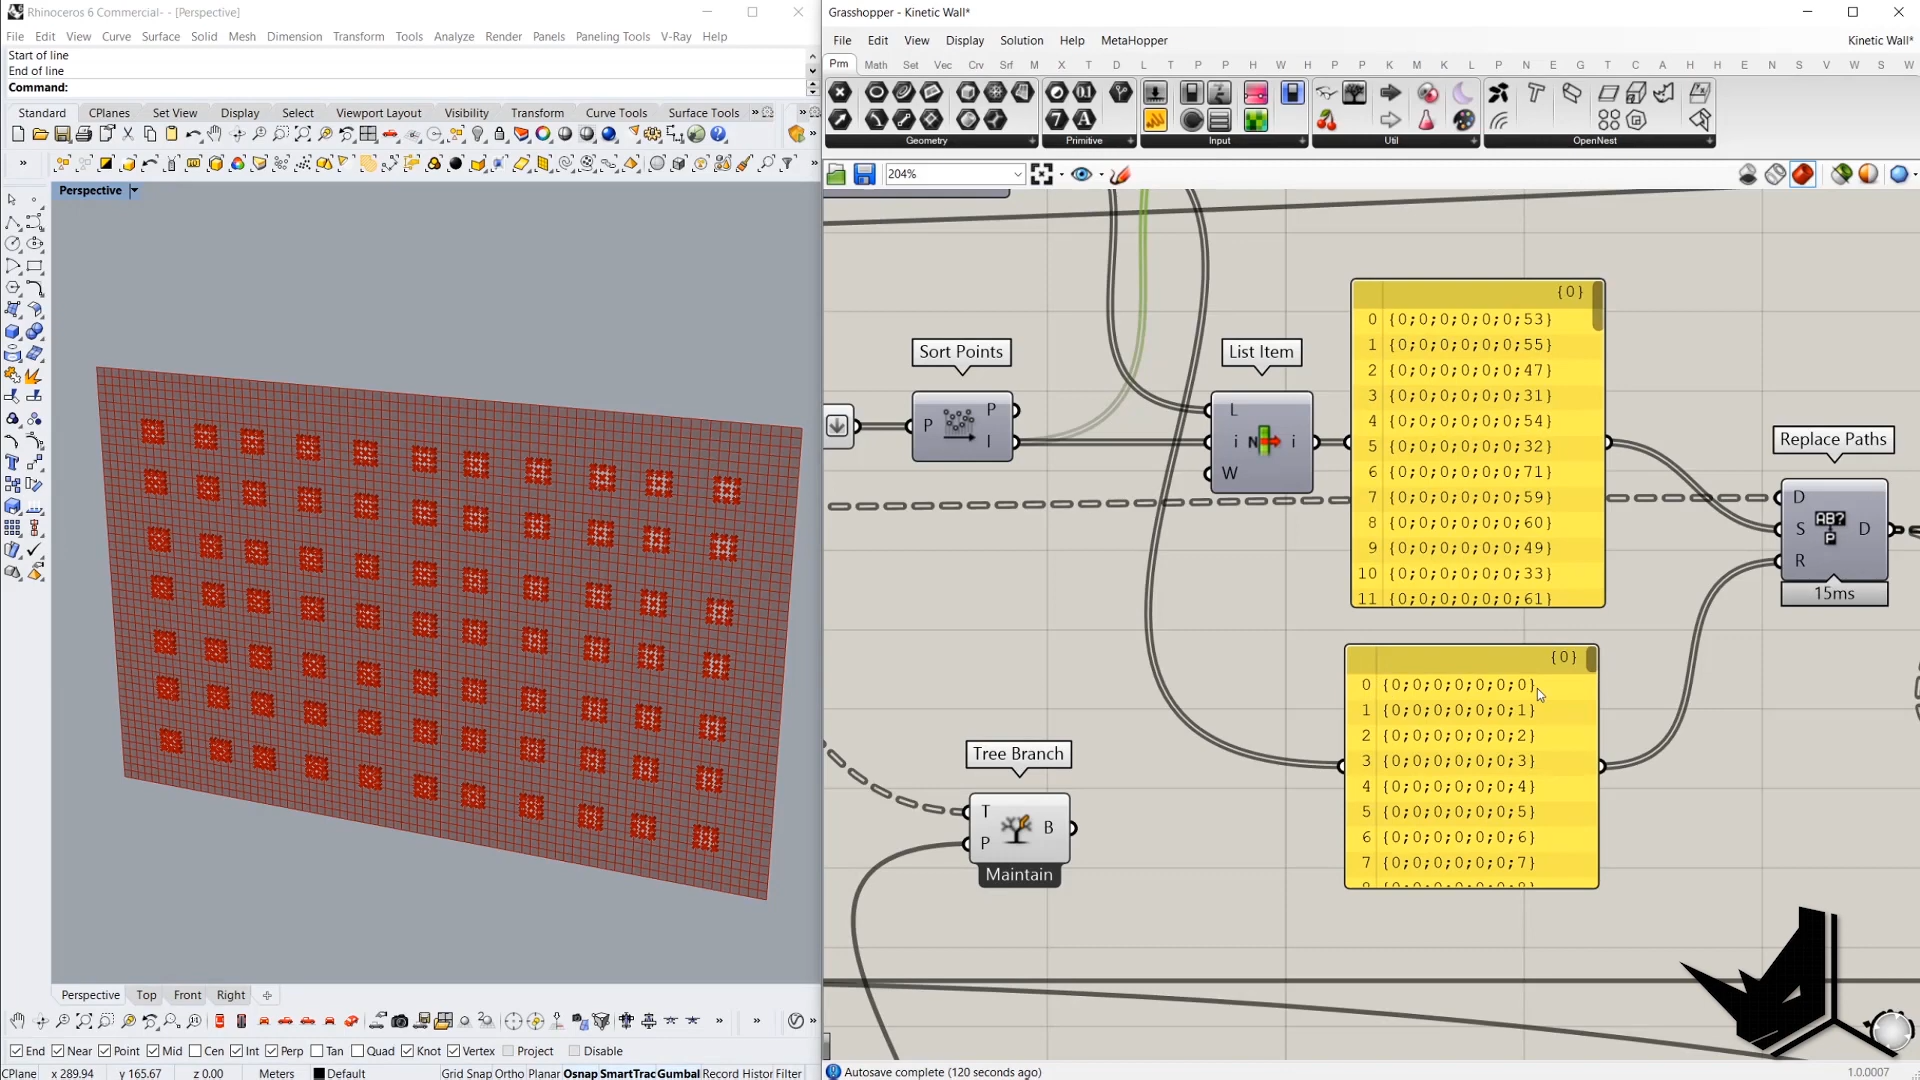 Rhinoceros 6 Commercial- - [Perspective]
File Edit View Curve Surface Solid Mesh Dimension Transform Tools Analyze Render Panels Paneling Tools V-Ray Help
Start of line
End of line
Command:
Standard CPlanes Set View Display Select Viewport Layout Visibility Transform Curve Tools Surface Tools »
Perspective
Perspective Top Front Right
End Near Point Mid Cen Int Perp Tan Quad Knot Vertex Project Disable
CPlane x 289.94 y 165.67 z 0.00 Meters Default Grid Snap Ortho Planar Osnap SmartTrac Gumbal Record Histor Filter
Grasshopper - Kinetic Wall*
File Edit View Display Solution Help MetaHopper Kinetic Wall*
Prm Math Set Vec Crv Srf M X T D L T P P H W H P X K M K M C A H H E N E G T R X P N S V W S W
Geometry Primitive Input Util OpenNest
204%
Sort Points
P P
I
List Item
L
i N i
W
{0}
0 {0;0;0;0;0;0;53}
1 {0;0;0;0;0;0;55}
2 {0;0;0;0;0;0;47}
3 {0;0;0;0;0;0;31}
4 {0;0;0;0;0;0;54}
5 {0;0;0;0;0;0;32}
6 {0;0;0;0;0;0;71}
7 {0;0;0;0;0;0;59}
8 {0;0;0;0;0;0;60}
9 {0;0;0;0;0;0;49}
10 {0;0;0;0;0;0;33}
11 {0;0;0;0;0;0;61}
Replace Paths
D
S AB? P D
R
15ms
Tree Branch
T B
P
Maintain
{0}
0 {0;0;0;0;0;0;0}
1 {0;0;0;0;0;0;1}
2 {0;0;0;0;0;0;2}
3 {0;0;0;0;0;0;3}
4 {0;0;0;0;0;0;4}
5 {0;0;0;0;0;0;5}
6 {0;0;0;0;0;0;6}
7 {0;0;0;0;0;0;7}
Autosave complete (120 seconds ago)
1.0.0007